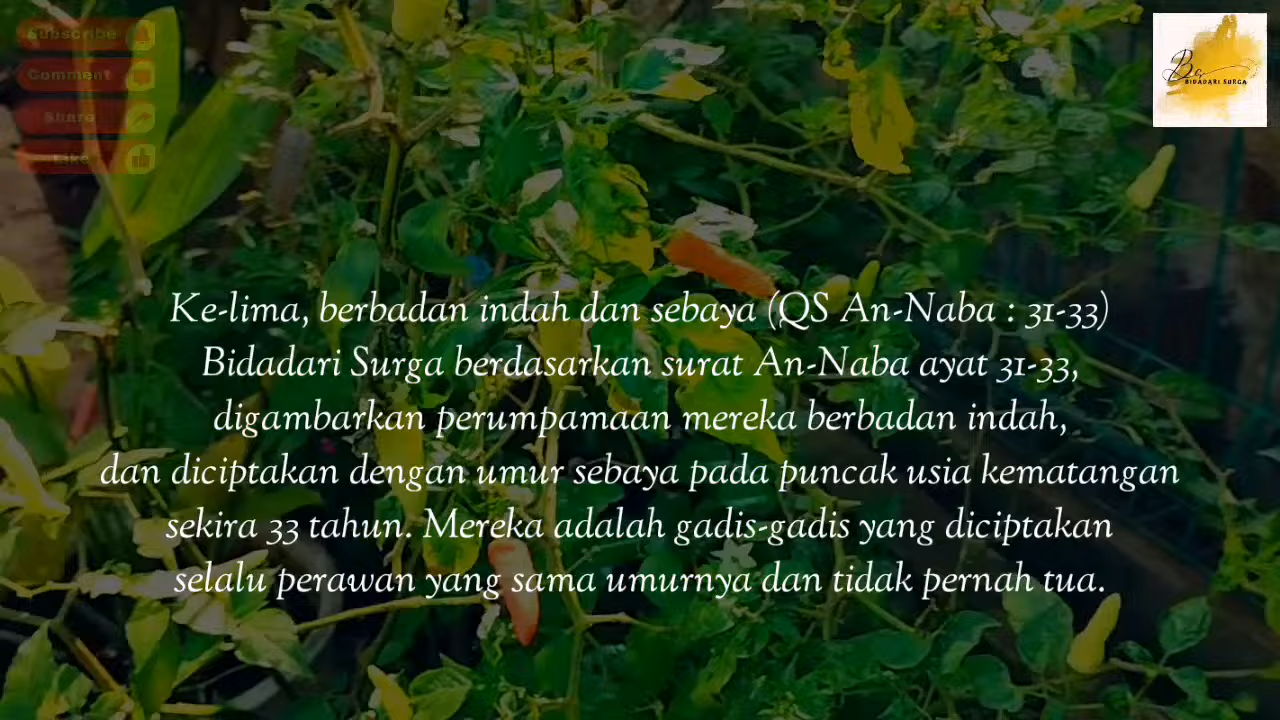 Subscribe
Comment
Share
Like
BIDADARI SURGA
Ke-lima, berbadan indah dan sebaya (QS An-Naba : 31-33)
Bidadari Surga berdasarkan surat An-Naba ayat 31-33,
digambarkan perumpamaan mereka berbadan indah,
dan diciptakan dengan umur sebaya pada puncak usia kematangan
sekira 33 tahun. Mereka adalah gadis-gadis yang diciptakan
selalu perawan yang sama umurnya dan tidak pernah tua.